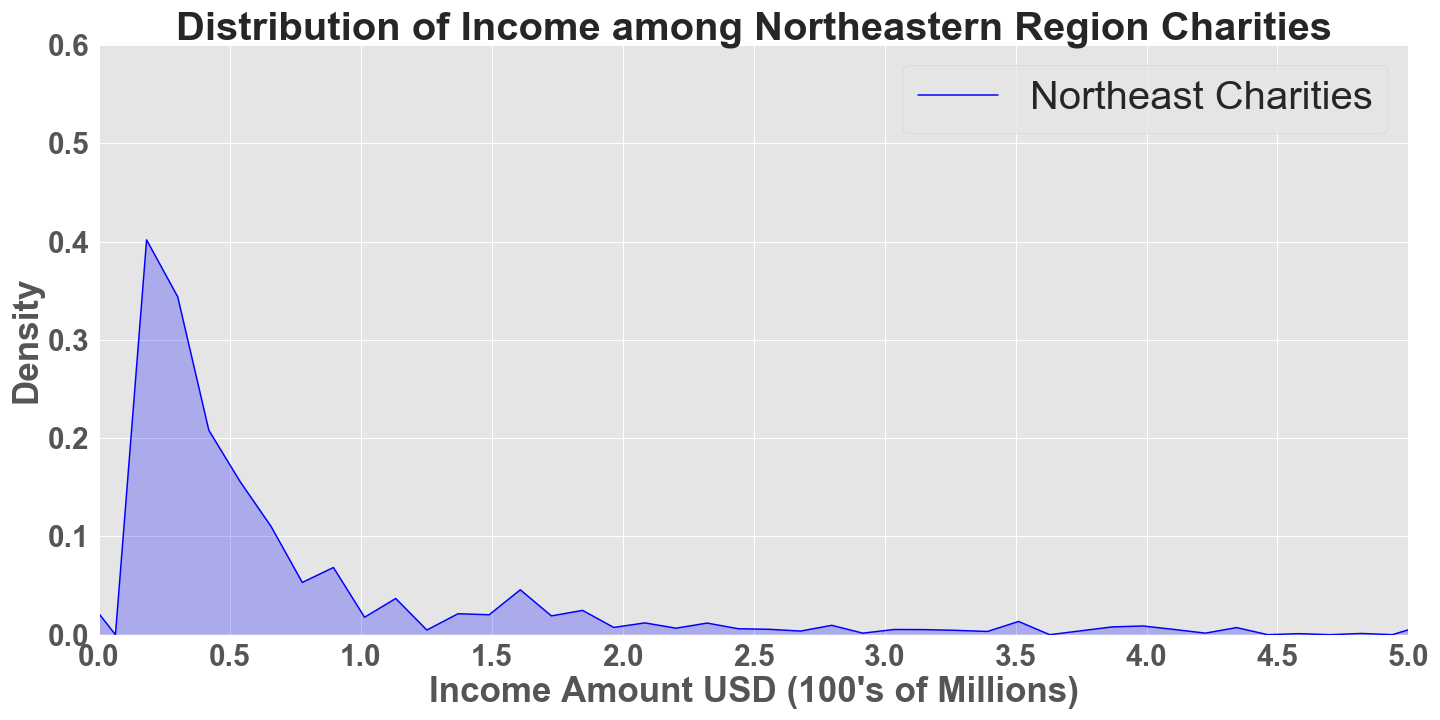 Distribution of Income among Northeastern Region Charities
Northeast Charities
0.6
0.5
0.4
0.3
0.2
0.1
0.0
Density
0.0 0.5 1.0 1.5 2.0 2.5 3.0 3.5 4.0 4.5 5.0
Income Amount USD (100's of Millions)